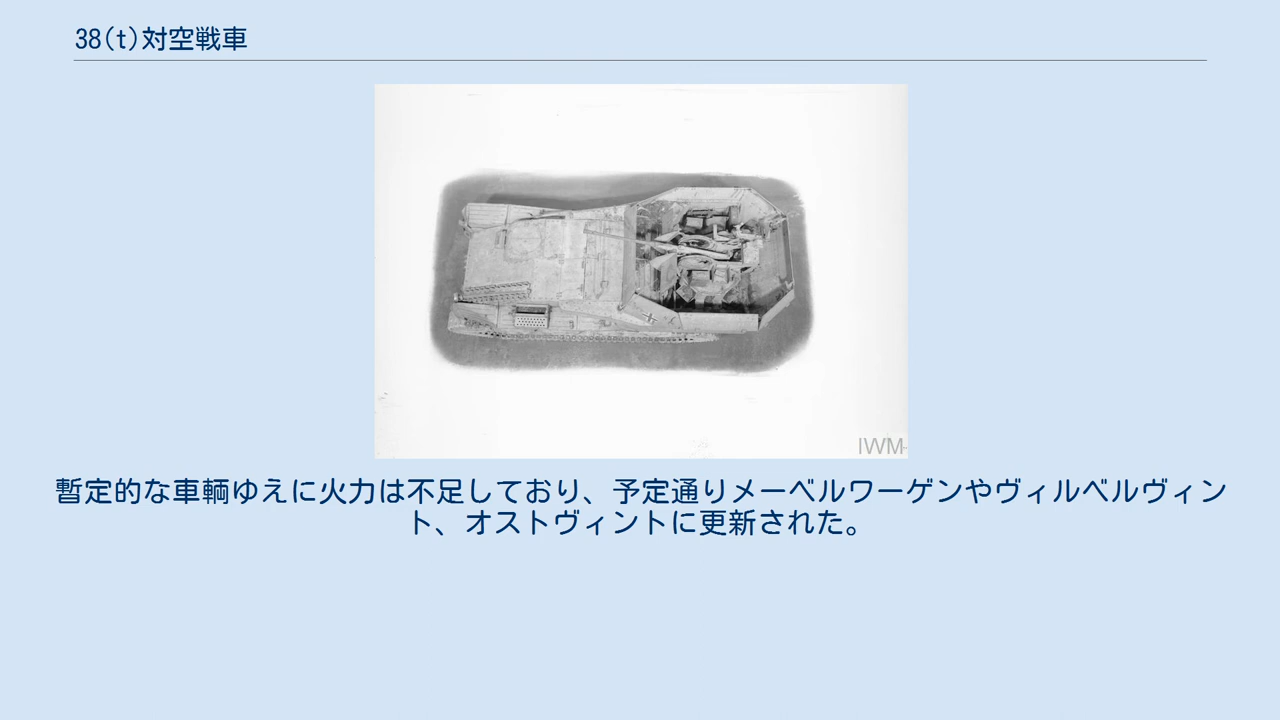 38(t)対空戦車
IWM
暫定的な車輌ゆえに火力は不足しており、予定通りメーベルワーゲンやヴィルベルヴィン
ト、オストヴィントに更新された。